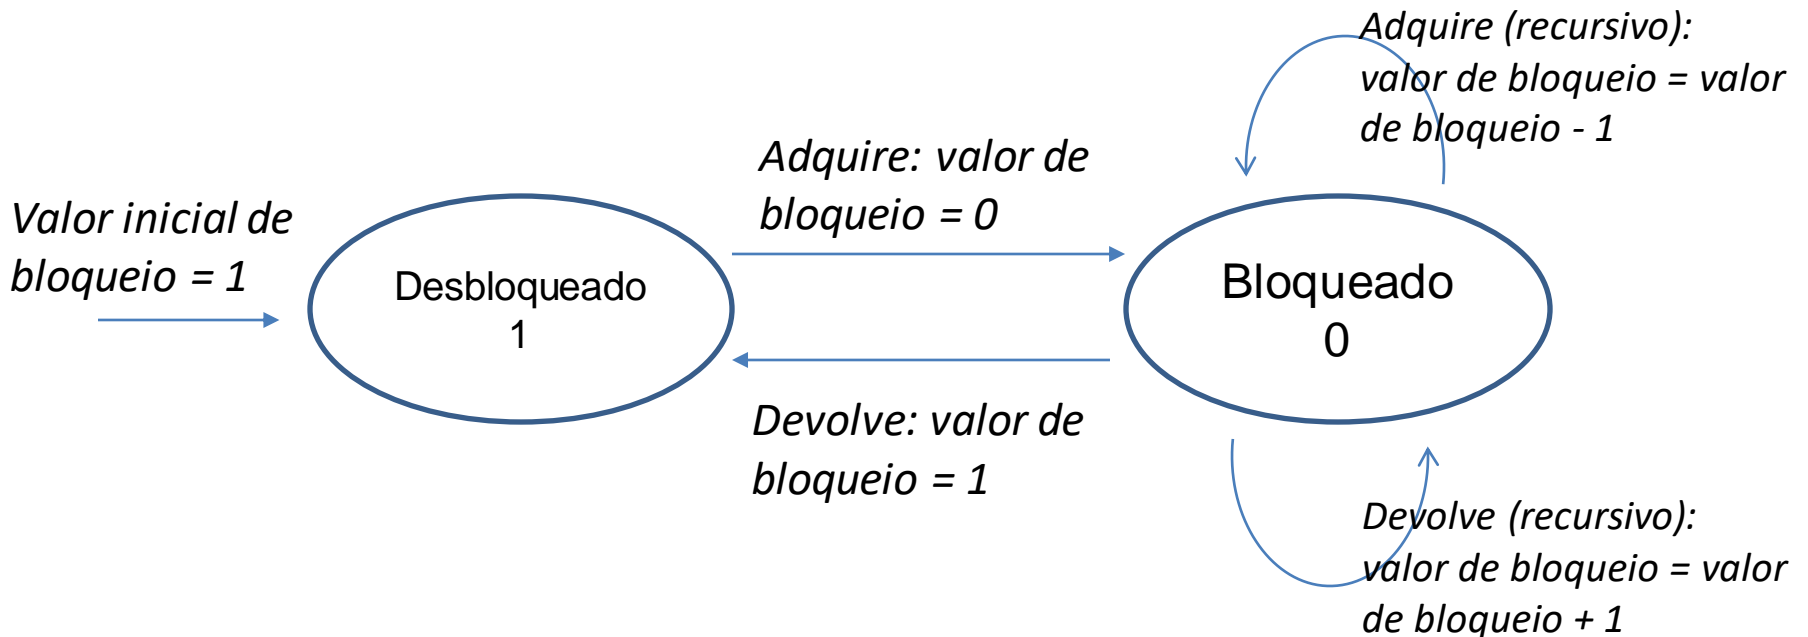 Valor inicial de
bloqueio = 1
Desbloqueado
1
Adquire: valor de
bloqueio = 0
Devolve: valor de
bloqueio = 1
Bloqueado
0
Adquire (recursivo):
valor de bloqueio = valor
de bloqueio - 1
Devolve (recursivo):
valor de bloqueio = valor
de bloqueio + 1